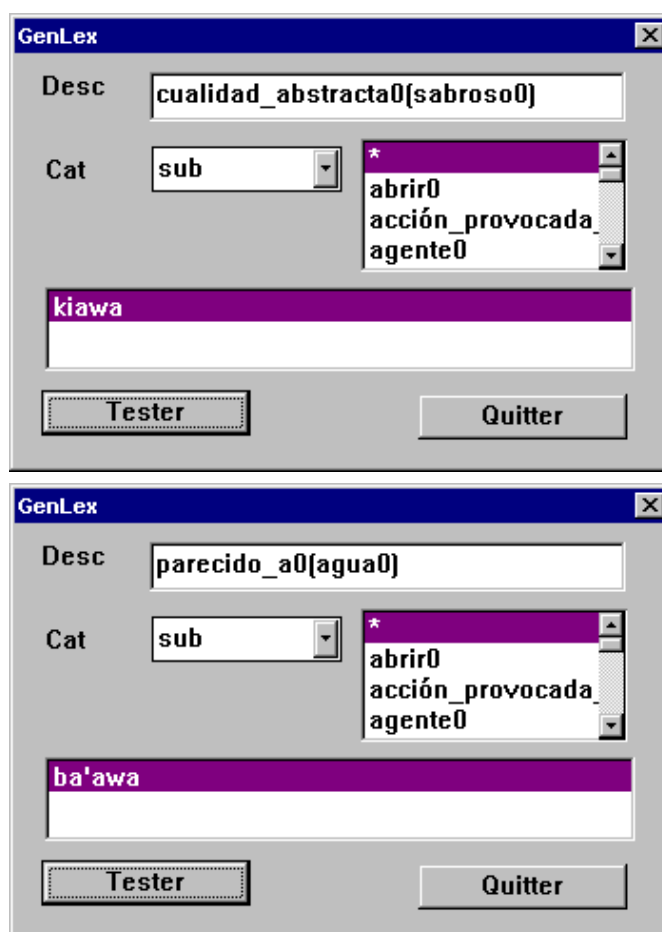 GenLex
Desc cualidad_abstracta0(sabroso0)
Cat sub *
abrir0
acción_provocada_
agente0
kiawa
Tester Quitter
GenLex
Desc parecido_a0(agua0)
Cat sub *
abrir0
acción_provocada_
agente0
ba'awa
Tester Quitter